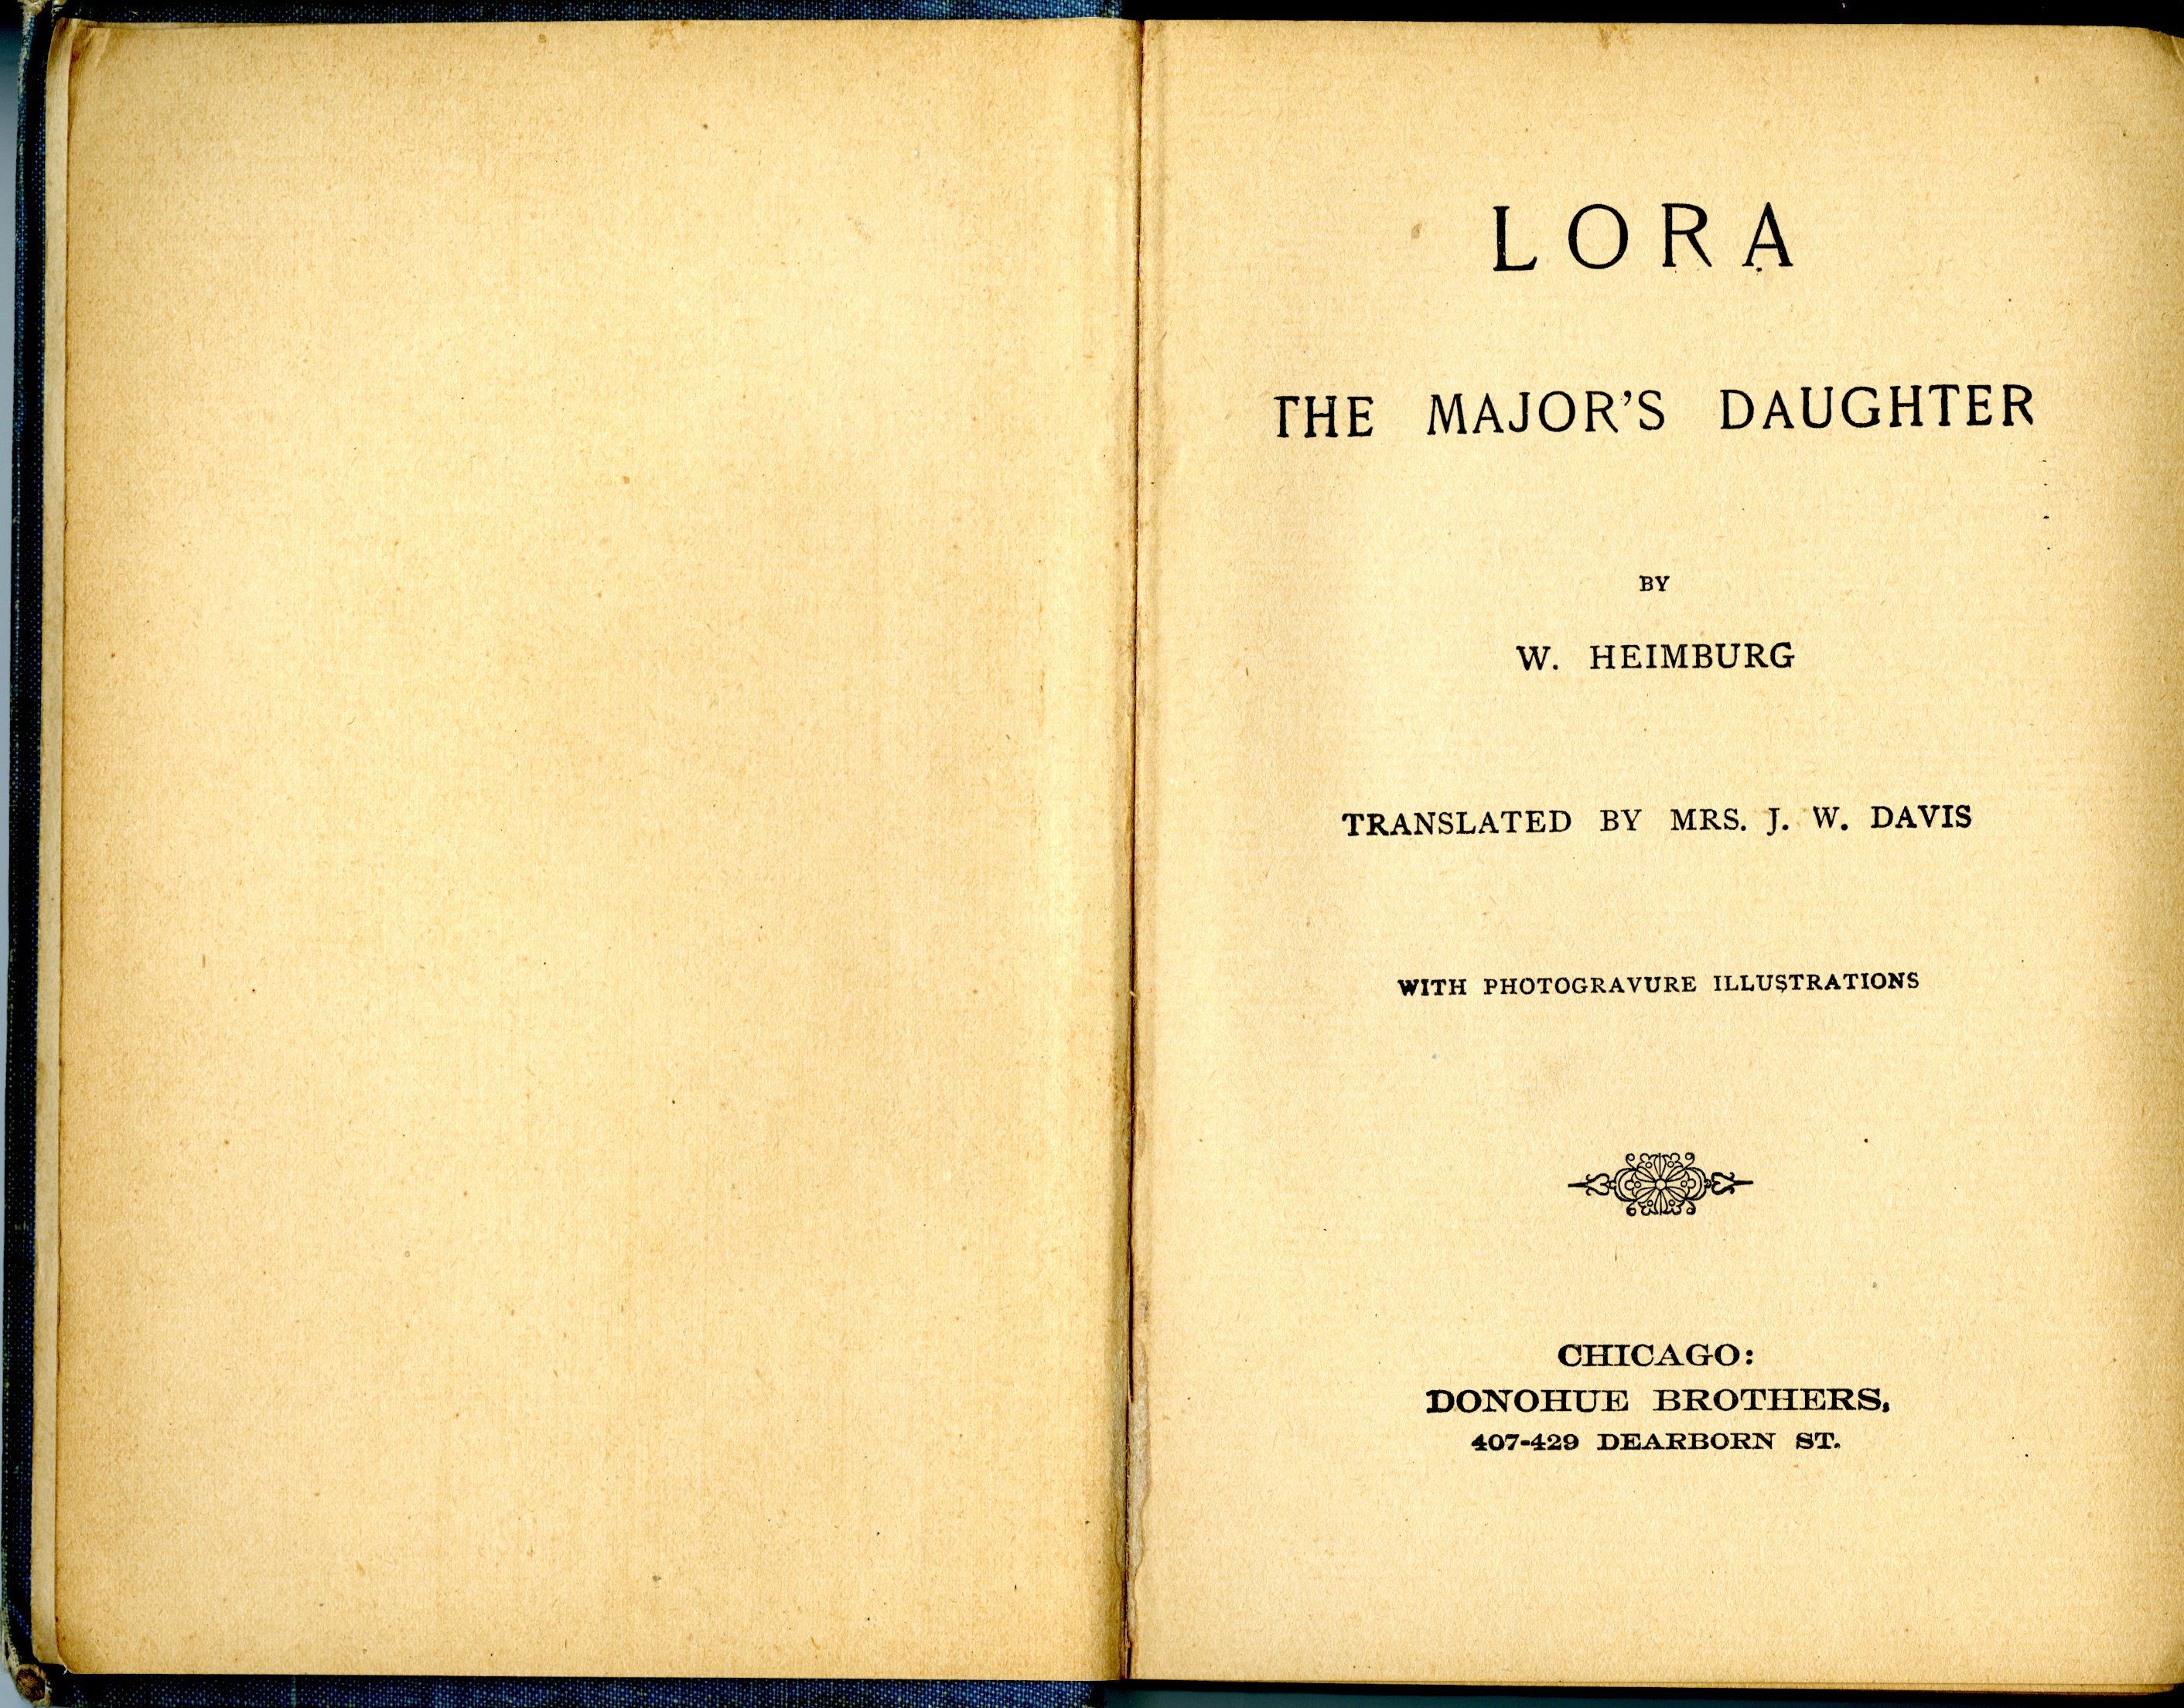 LORA
THE MAJOR'S DAUGHTER
BY
W. HEIMBURG
TRANSLATED BY MRS. J. W. DAVIS
WITH PHOTOGRAVURE ILLUSTRATIONS
CHICAGO:
DONOHUE BROTHERS,
407-429 DEARBORN ST.